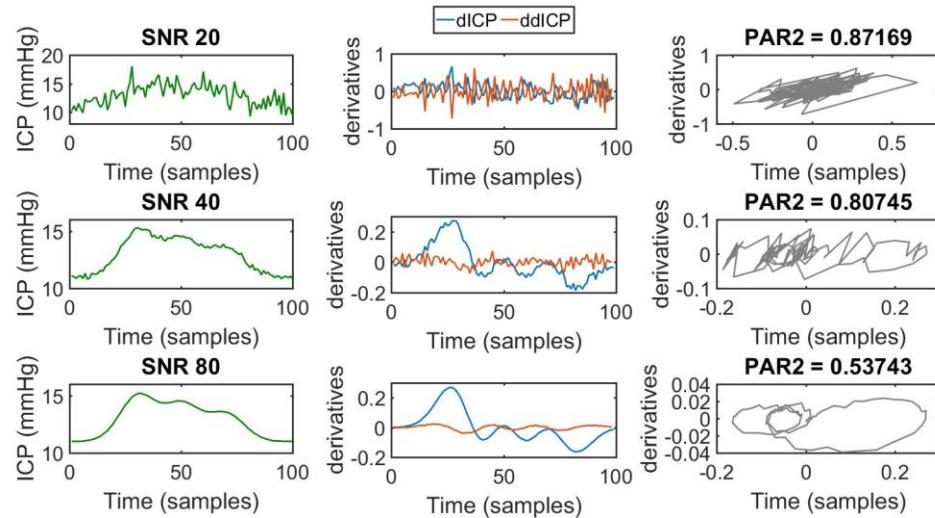 dICP ddICP
SNR 20
PAR2 = 0.87169
ICP (mmHg)
20
15
10
0 50 100
Time (samples)
derivatives
1
0
-1
0 50 100
Time (samples)
derivatives
1
0
-1
-0.5 0 0.5
Time (samples)
SNR 40
PAR2 = 0.80745
ICP (mmHg)
15
10
0 50 100
Time (samples)
derivatives
0.2
0
-0.2
0 50 100
Time (samples)
derivatives
0.1
0
-0.1
0 0.2
Time (samples)
SNR 80
PAR2 = 0.53743
ICP (mmHg)
15
10
0 50 100
Time (samples)
derivatives
0.2
0
-0.2
0 50 100
Time (samples)
derivatives
0.04
0.02
0
-0.02
-0.04
0 0.2
Time (samples)